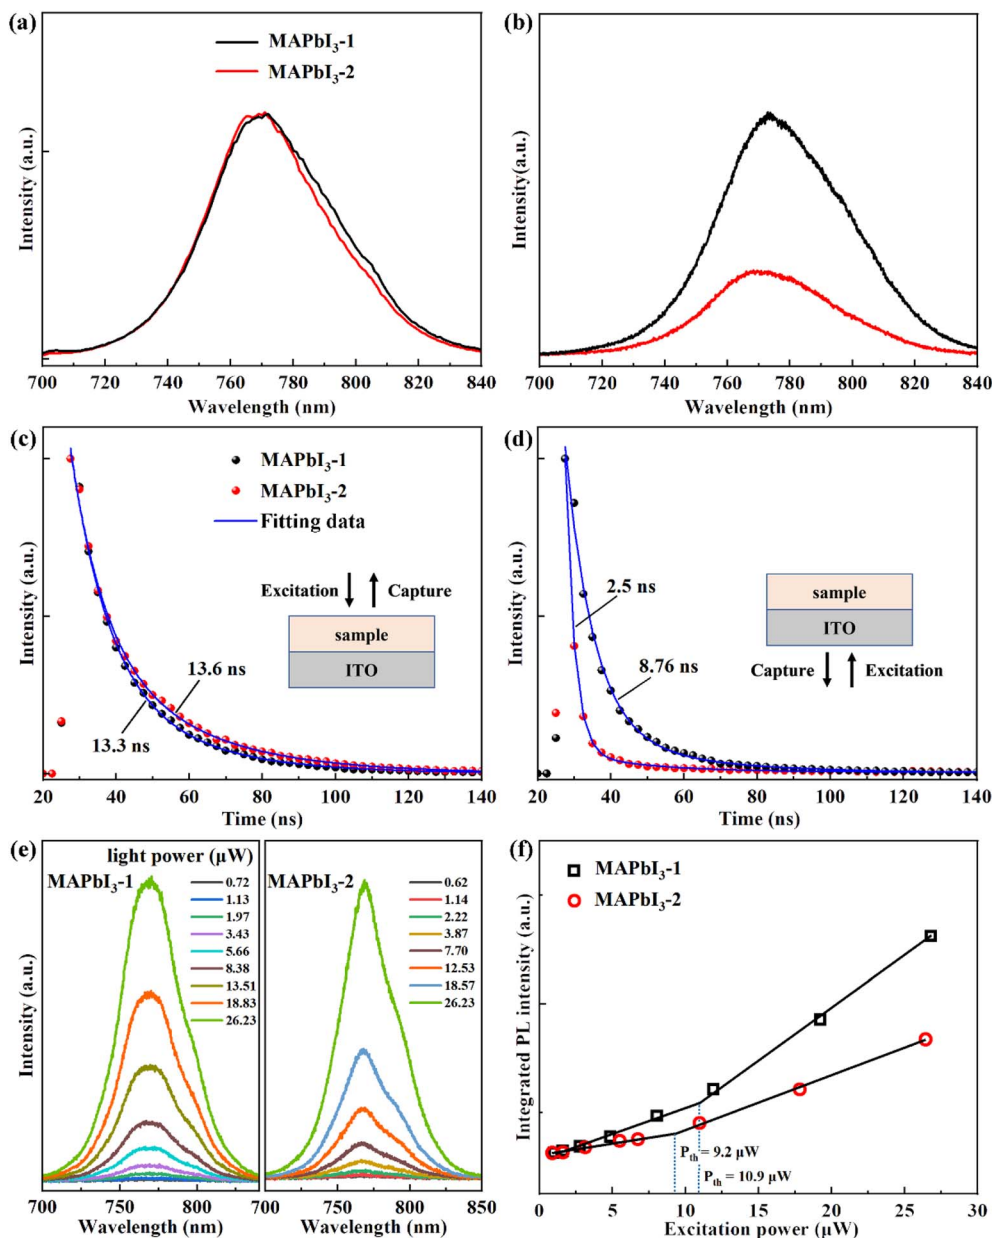 (a)
MAPbI₃-1
MAPbI₃-2
Intensity (a.u.)
700 720 740 760 780 800 820 840
Wavelength (nm)
(b)
Intensity(a.u.)
700 720 740 760 780 800 820 840
Wavelength (nm)
(c)
MAPbI₃-1
MAPbI₃-2
Fitting data
Excitation
Capture
sample
ITO
13.6 ns
13.3 ns
Intensity (a.u.)
20 40 60 80 100 120 140
Time (ns)
(d)
2.5 ns
8.76 ns
sample
ITO
Capture
Excitation
Intensity (a.u.)
20 40 60 80 100 120 140
Time (ns)
(e)
light power (μW)
MAPbI₃-1
0.72
1.13
1.97
3.43
5.66
8.38
13.51
18.83
26.23
Intensity (a.u.)
700 750 800
Wavelength (nm)
MAPbI₃-2
0.62
1.14
2.22
3.87
7.70
12.53
18.57
26.23
700 750 800 850
Wavelength (nm)
(f)
MAPbI₃-1
MAPbI₃-2
Integrated PL intensity (a.u.)
Pth = 9.2 μW
Pth = 10.9 μW
0 5 10 15 20 25 30
Excitation power (μW)